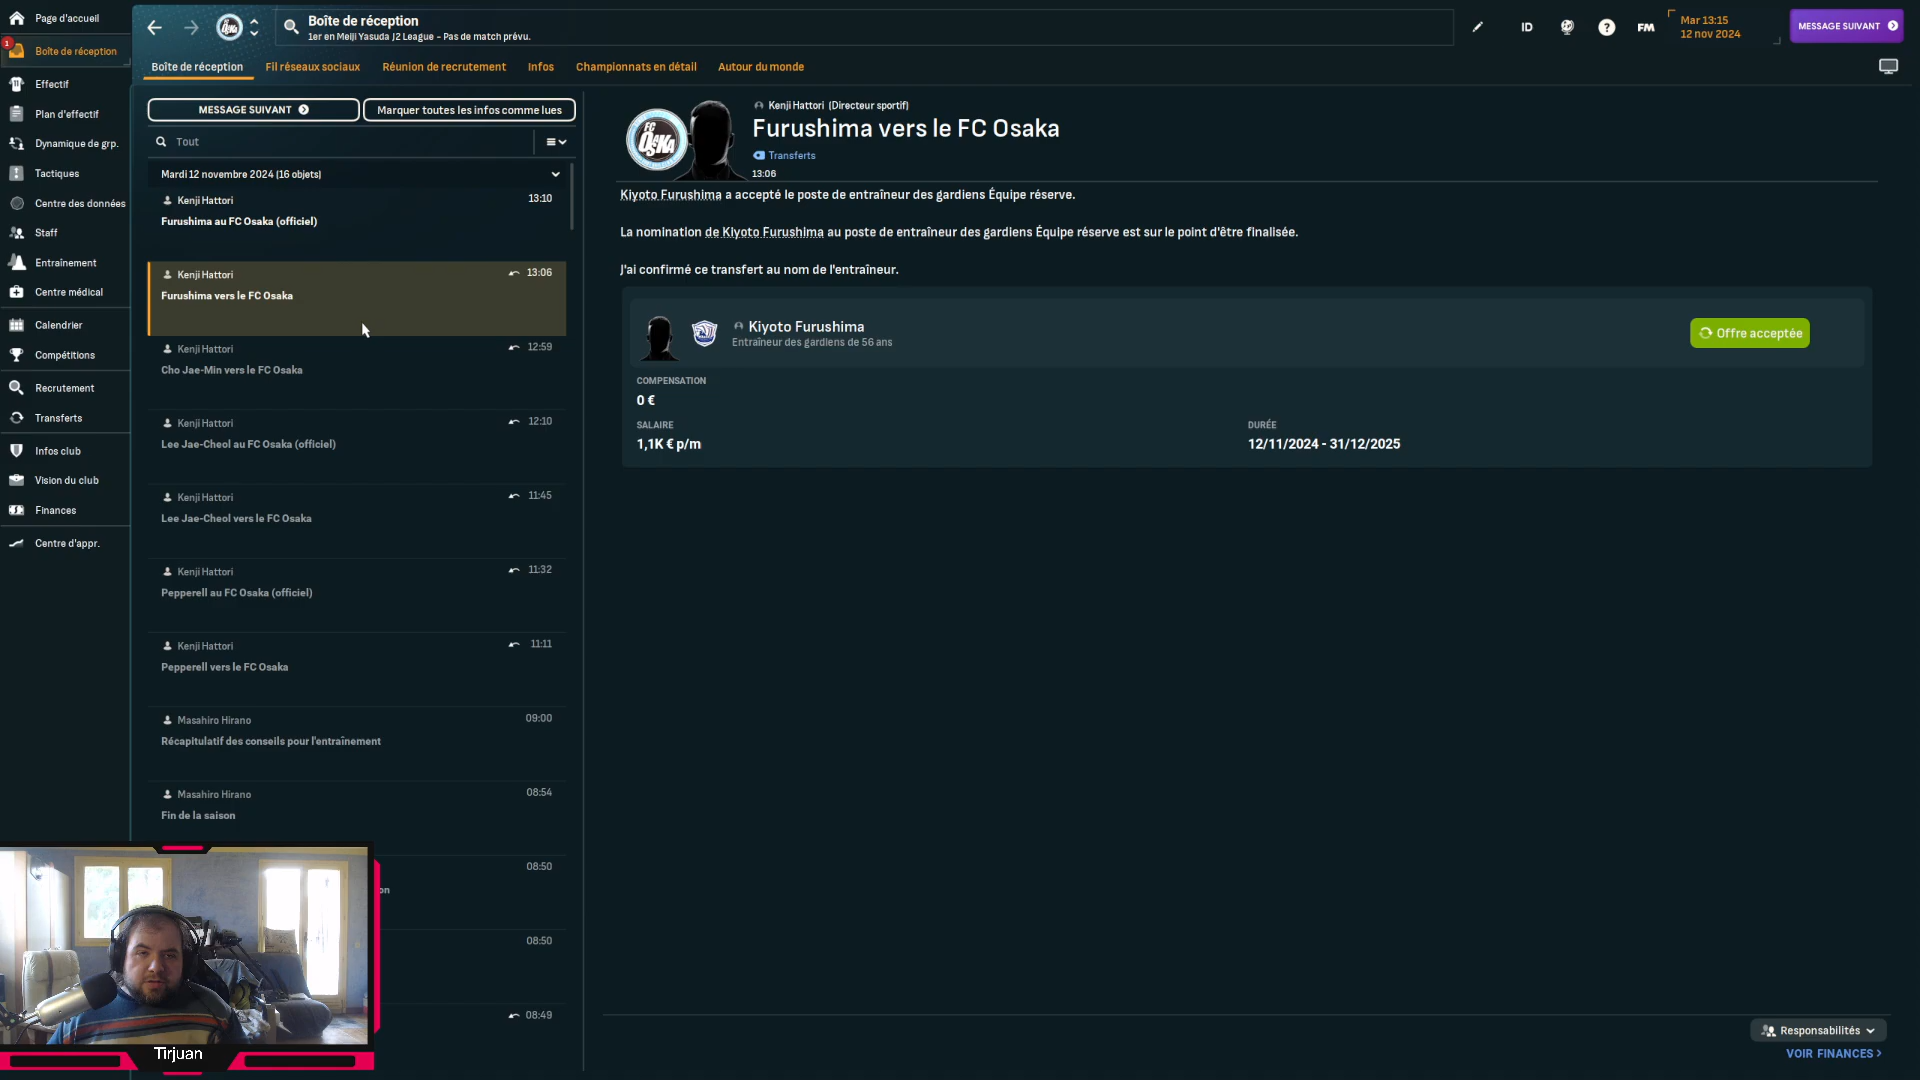 Page d'accueil
1
Boîte de réception
Effectif
Plan d'effectif
Dynamique de grp.
Tactiques
Centre des données
Staff
Entraînement
Centre médical
Calendrier
Compétitions
Recrutement
Transferts
Infos club
Vision du club
Finances
Centre d'appr.
Boîte de réception
1er en Meiji Yasuda J2 League - Pas de match prévu.
ID
?
FM
Mar 13:15
12 nov 2024
MESSAGE SUIVANT
Boîte de réception
Fil réseaux sociaux
Réunion de recrutement
Infos
Championnats en détail
Autour du monde
MESSAGE SUIVANT
Marquer toutes les infos comme lues
Tout
Mardi 12 novembre 2024 (16 objets)
Kenji Hattori 13:10
Furushima au FC Osaka (officiel)
Kenji Hattori 13:06
Furushima vers le FC Osaka
Kenji Hattori 12:59
Cho Jae-Min vers le FC Osaka
Kenji Hattori 12:10
Lee Jae-Cheol au FC Osaka (officiel)
Kenji Hattori 11:45
Lee Jae-Cheol vers le FC Osaka
Kenji Hattori 11:32
Pepperell au FC Osaka (officiel)
Kenji Hattori 11:11
Pepperell vers le FC Osaka
Masahiro Hirano 09:00
Récapitulatif des conseils pour l'entraînement
Masahiro Hirano 08:54
Fin de la saison
08:50
on
08:50
08:49
Tirjuan
FC
OSAKA
Kenji Hattori (Directeur sportif)
Furushima vers le FC Osaka
Transferts
13:06
Kiyoto Furushima a accepté le poste de entraîneur des gardiens Équipe réserve.
La nomination de Kiyoto Furushima au poste de entraîneur des gardiens Équipe réserve est sur le point d'être finalisée.
J'ai confirmé ce transfert au nom de l'entraîneur.
Kiyoto Furushima
Entraîneur des gardiens de 56 ans
Offre acceptée
COMPENSATION
0 €
SALAIRE
1,1K € p/m
DURÉE
12/11/2024 - 31/12/2025
Responsabilités
VOIR FINANCES